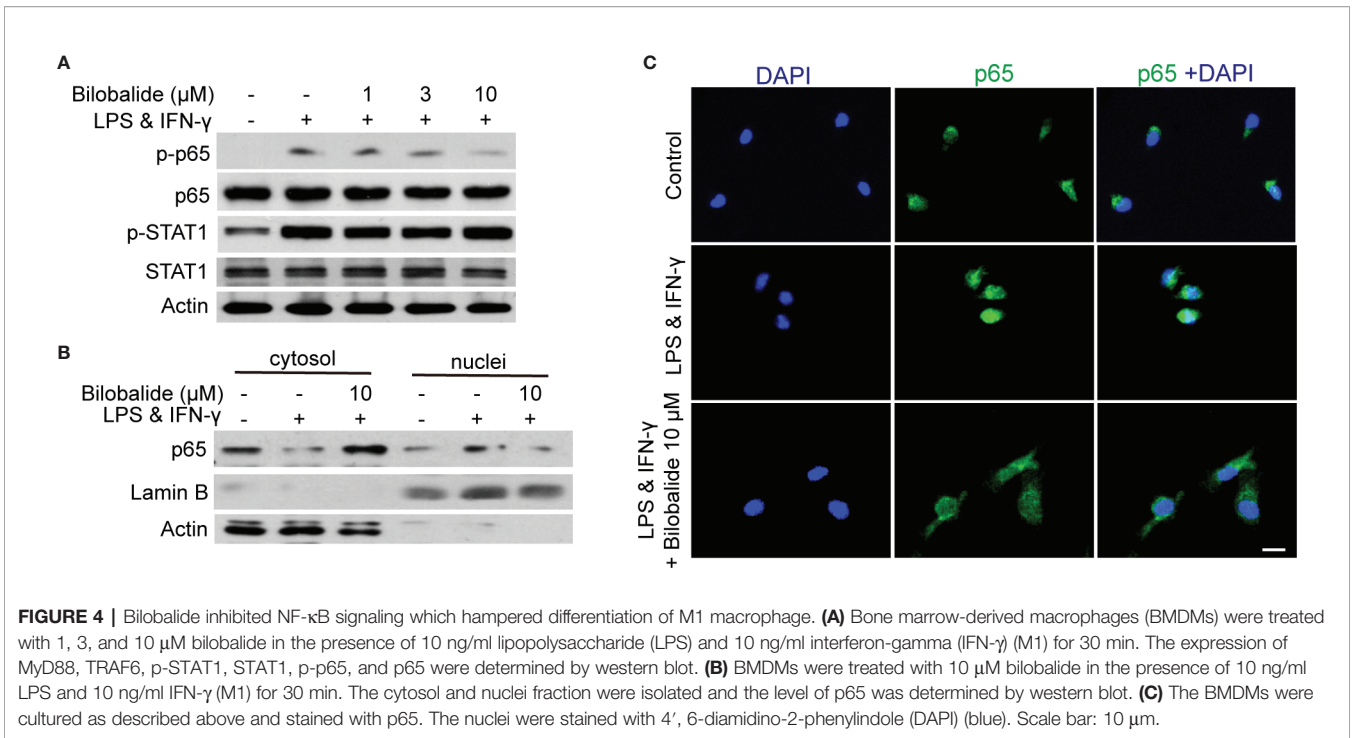 A
Bilobalide (µM) - - 1 3 10
LPS & IFN-γ - + + + +
p-p65
p65
p-STAT1
STAT1
Actin
B
cytosol nuclei
Bilobalide (µM) - - 10 - - 10
LPS & IFN-γ - + + - + +
p65
Lamin B
Actin
C
DAPI p65 p65 +DAPI
Control
LPS & IFN-γ
LPS & IFN-γ
+ Bilobalide 10 µM
FIGURE 4 | Bilobalide inhibited NF-κB signaling which hampered differentiation of M1 macrophage. (A) Bone marrow-derived macrophages (BMDMs) were treated
with 1, 3, and 10 µM bilobalide in the presence of 10 ng/ml lipopolysaccharide (LPS) and 10 ng/ml interferon-gamma (IFN-γ) (M1) for 30 min. The expression of
MyD88, TRAF6, p-STAT1, STAT1, p-p65, and p65 were determined by western blot. (B) BMDMs were treated with 10 µM bilobalide in the presence of 10 ng/ml
LPS and 10 ng/ml IFN-γ (M1) for 30 min. The cytosol and nuclei fraction were isolated and the level of p65 was determined by western blot. (C) The BMDMs were
cultured as described above and stained with p65. The nuclei were stained with 4′, 6-diamidino-2-phenylindole (DAPI) (blue). Scale bar: 10 µm.